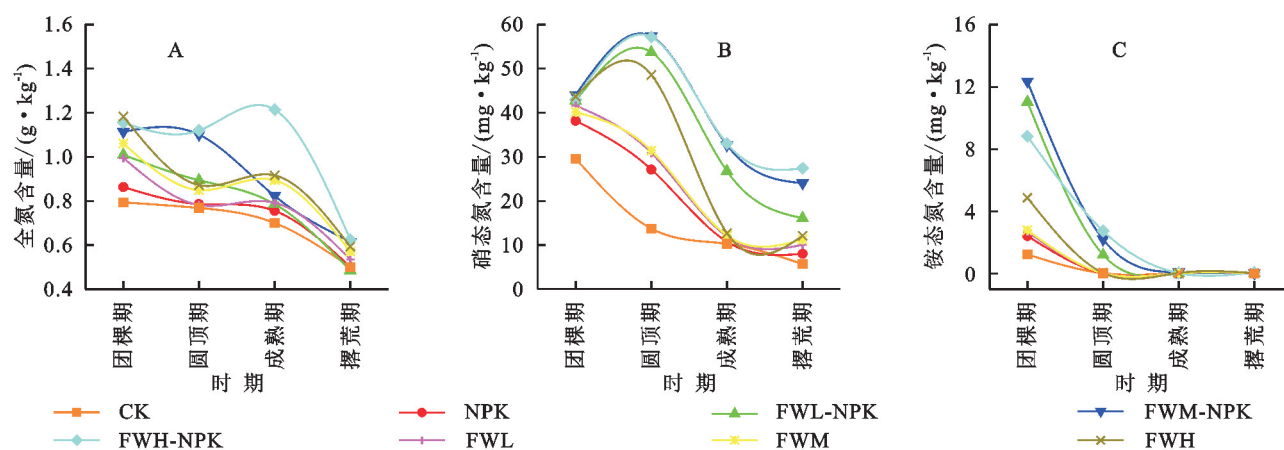 A
1.6
1.4
1.2
1.0
0.8
0.6
0.4
全氮含量/(g·kg⁻¹)
团棵期 圆顶期 成熟期 撂荒期
时 期
B
60
50
40
30
20
10
0
硝态氮含量/(mg·kg⁻¹)
团棵期 圆顶期 成熟期 撂荒期
时 期
C
16
12
8
4
0
铵态氮含量/(mg·kg⁻¹)
团棵期 圆顶期 成熟期 撂荒期
时期
CK NPK FWL-NPK FWM-NPK
FWH-NPK FWL FWM FWH